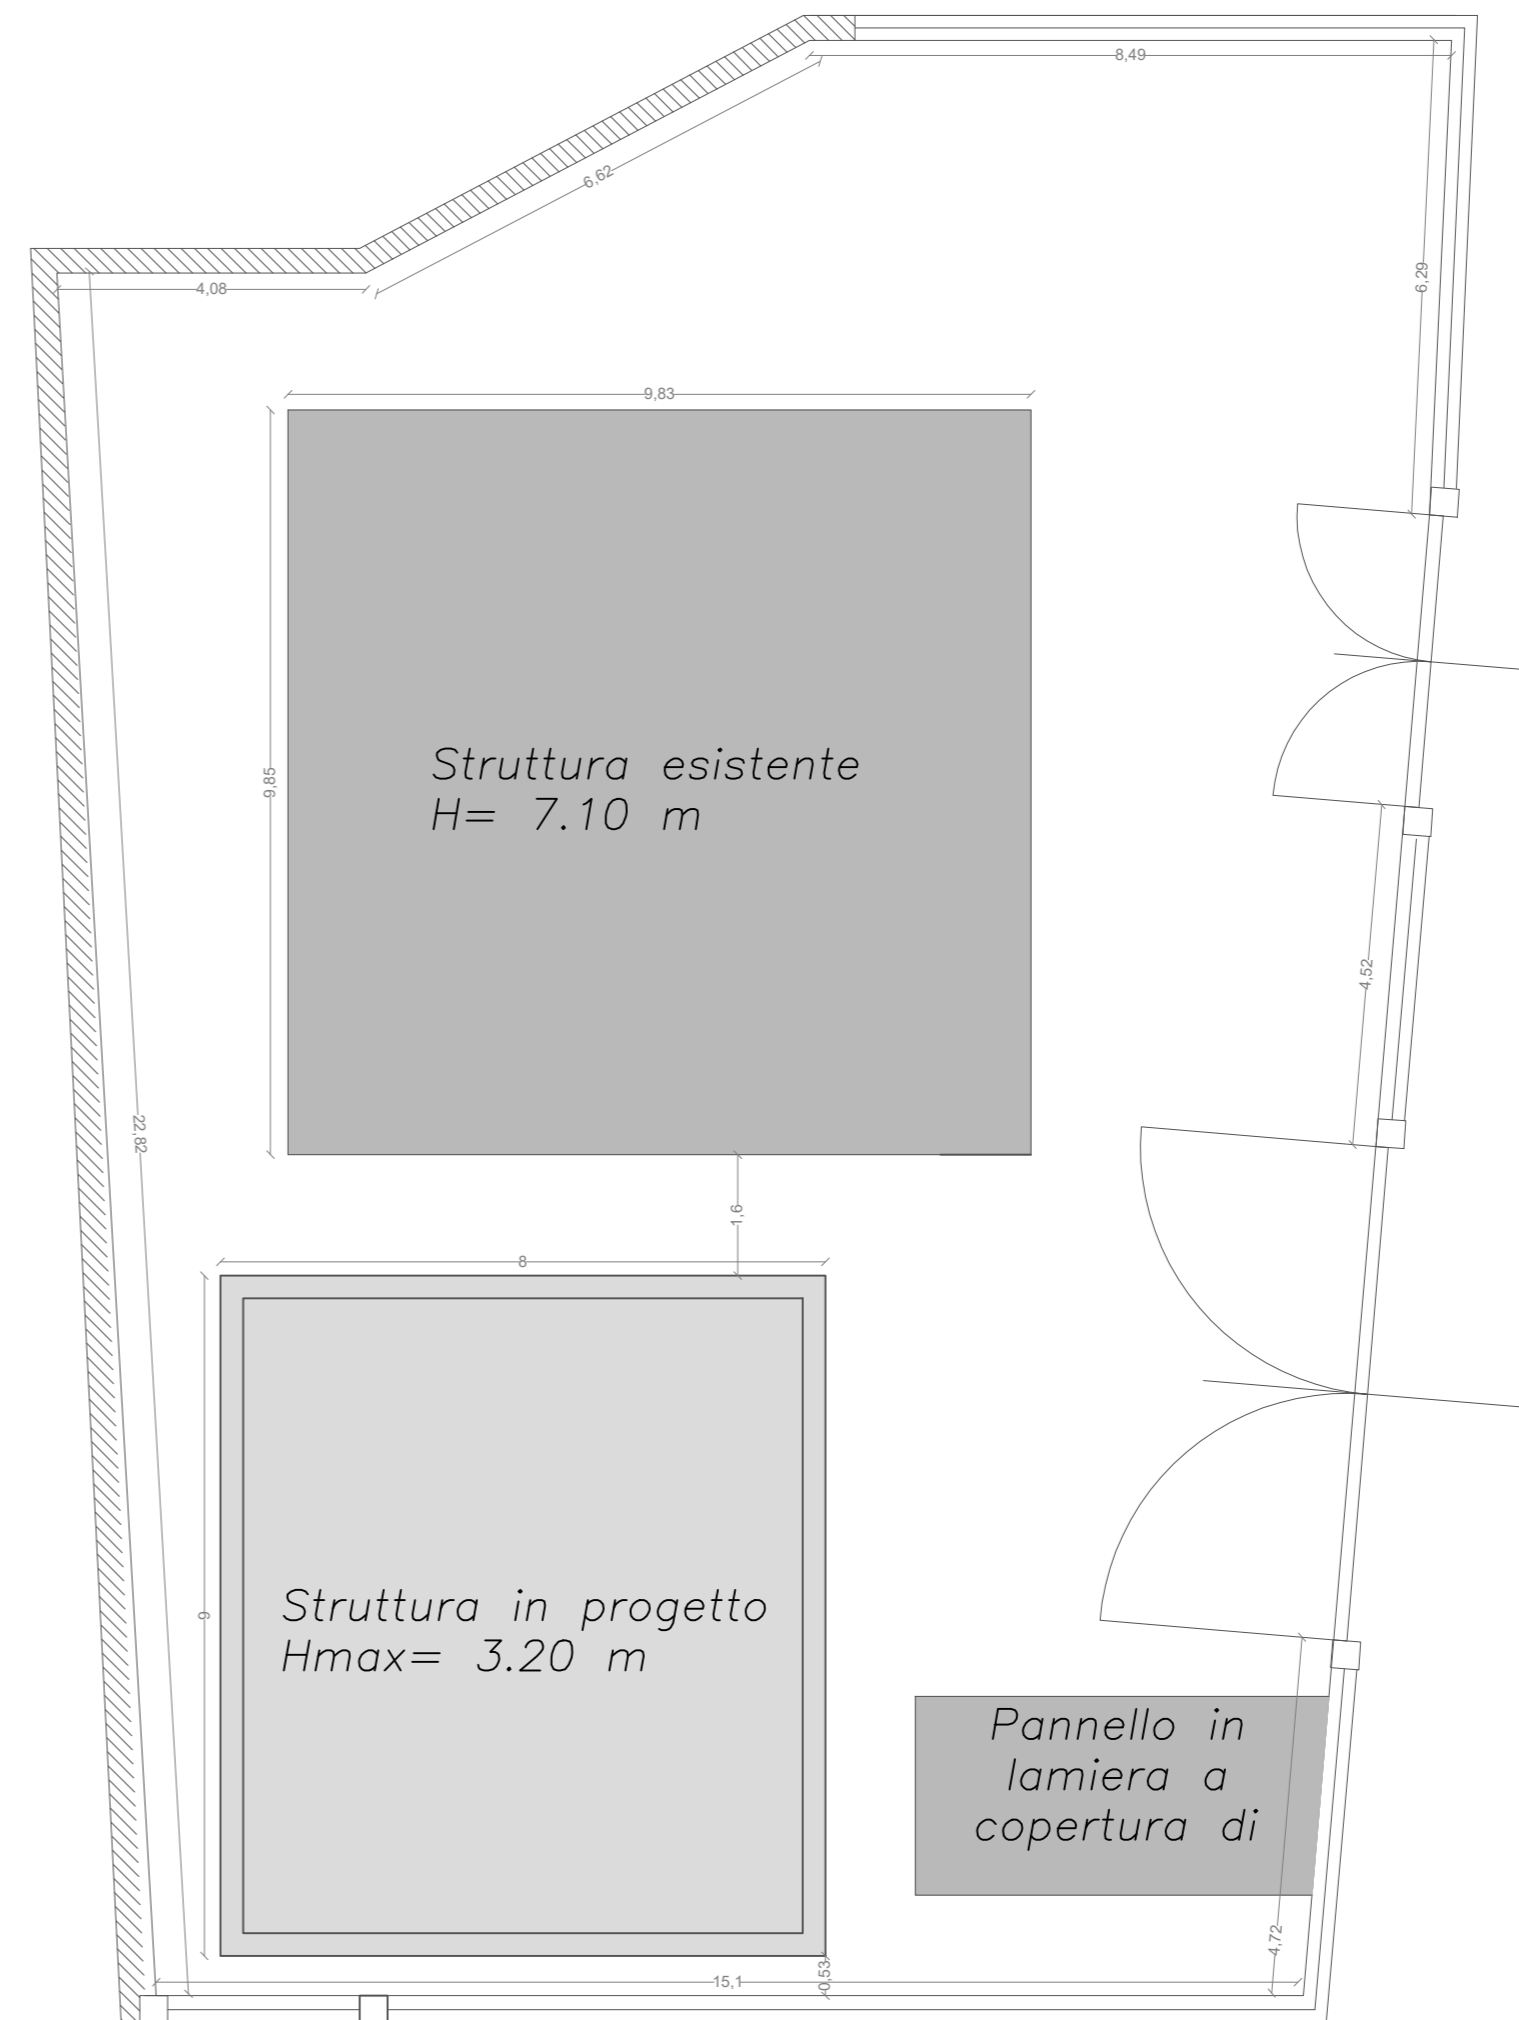 8,49
6,62
6,29
4,08
9,83
Struttura esistente
H= 7.10 m
9,85
4,52
22,82
1,6
8
Struttura in progetto
Hmax= 3.20 m
9
Pannello in
lamiera a
copertura di
4,72
15,1
0,53